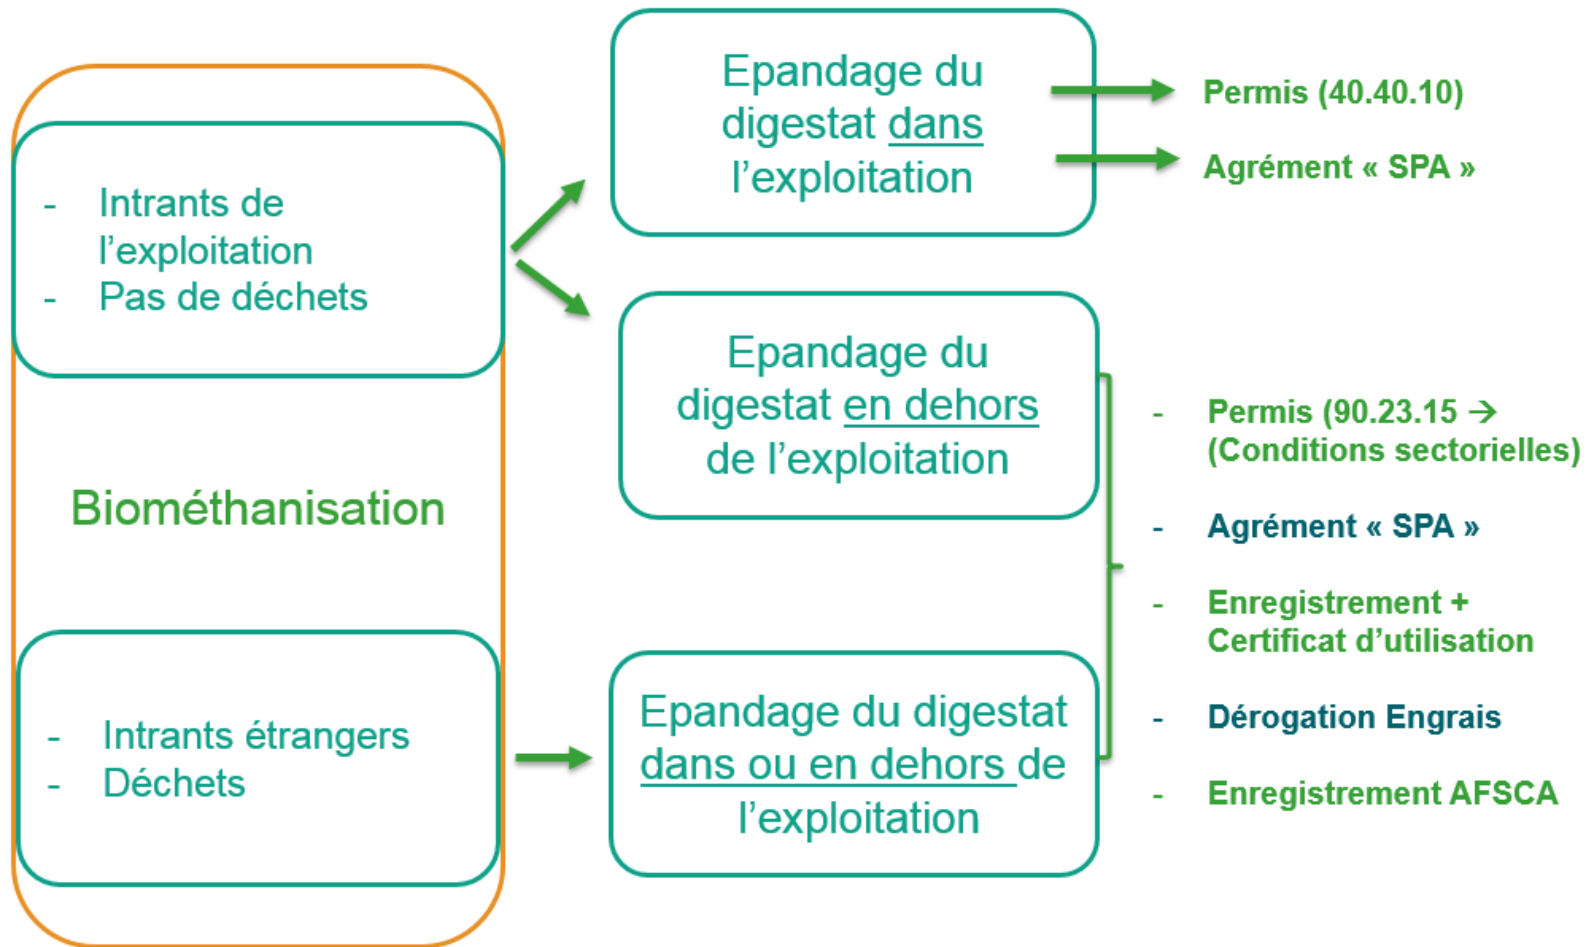 - Intrants de
l’exploitation
- Pas de déchets
Biométhanisation
- Intrants étrangers
- Déchets
Epandage du
digestat dans
l’exploitation
Epandage du
digestat en dehors
de l’exploitation
Epandage du digestat
dans ou en dehors de
l’exploitation
Permis (40.40.10)
Agrément « SPA »
- Permis (90.23.15 →
(Conditions sectorielles)
- Agrément « SPA »
- Enregistrement +
Certificat d’utilisation
- Dérogation Engrais
- Enregistrement AFSCA